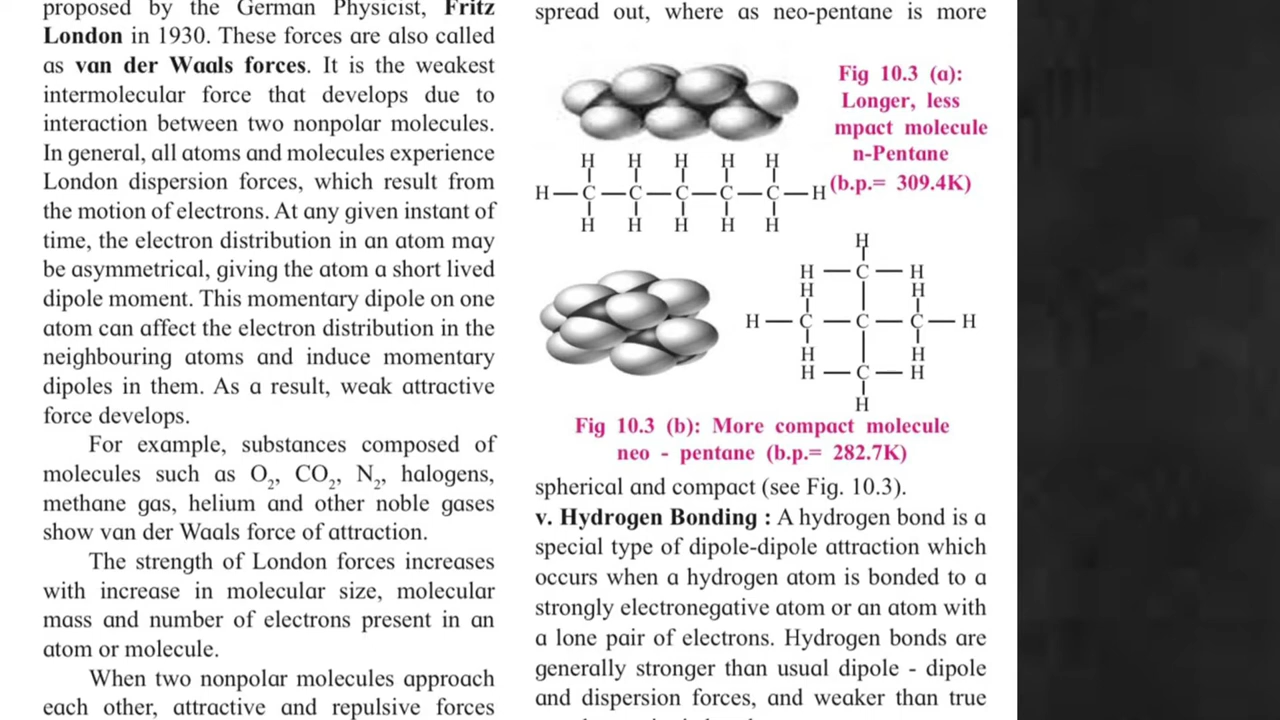 proposed by the German Physicist, Fritz
London in 1930. These forces are also called
as van der Waals forces. It is the weakest
intermolecular force that develops due to
interaction between two nonpolar molecules.
In general, all atoms and molecules experience
London dispersion forces, which result from
the motion of electrons. At any given instant of
time, the electron distribution in an atom may
be asymmetrical, giving the atom a short lived
dipole moment. This momentary dipole on one
atom can affect the electron distribution in the
neighbouring atoms and induce momentary
dipoles in them. As a result, weak attractive
force develops.
For example, substances composed of
molecules such as O₂, CO₂, N₂, halogens,
methane gas, helium and other noble gases
show van der Waals force of attraction.
The strength of London forces increases
with increase in molecular size, molecular
mass and number of electrons present in an
atom or molecule.
When two nonpolar molecules approach
each other, attractive and repulsive forces
spread out, where as neo-pentane is more
Fig 10.3 (a):
Longer, less
mpact molecule
n-Pentane
(b.p.= 309.4K)
H H H H H
H—C—C—C—C—C—H
H H H H H
H
H—C—H
H H
H—C—C—C—H
H H
H—C—H
H
Fig 10.3 (b): More compact molecule
neo - pentane (b.p.= 282.7K)
spherical and compact (see Fig. 10.3).
v. Hydrogen Bonding : A hydrogen bond is a
special type of dipole-dipole attraction which
occurs when a hydrogen atom is bonded to a
strongly electronegative atom or an atom with
a lone pair of electrons. Hydrogen bonds are
generally stronger than usual dipole - dipole
and dispersion forces, and weaker than true